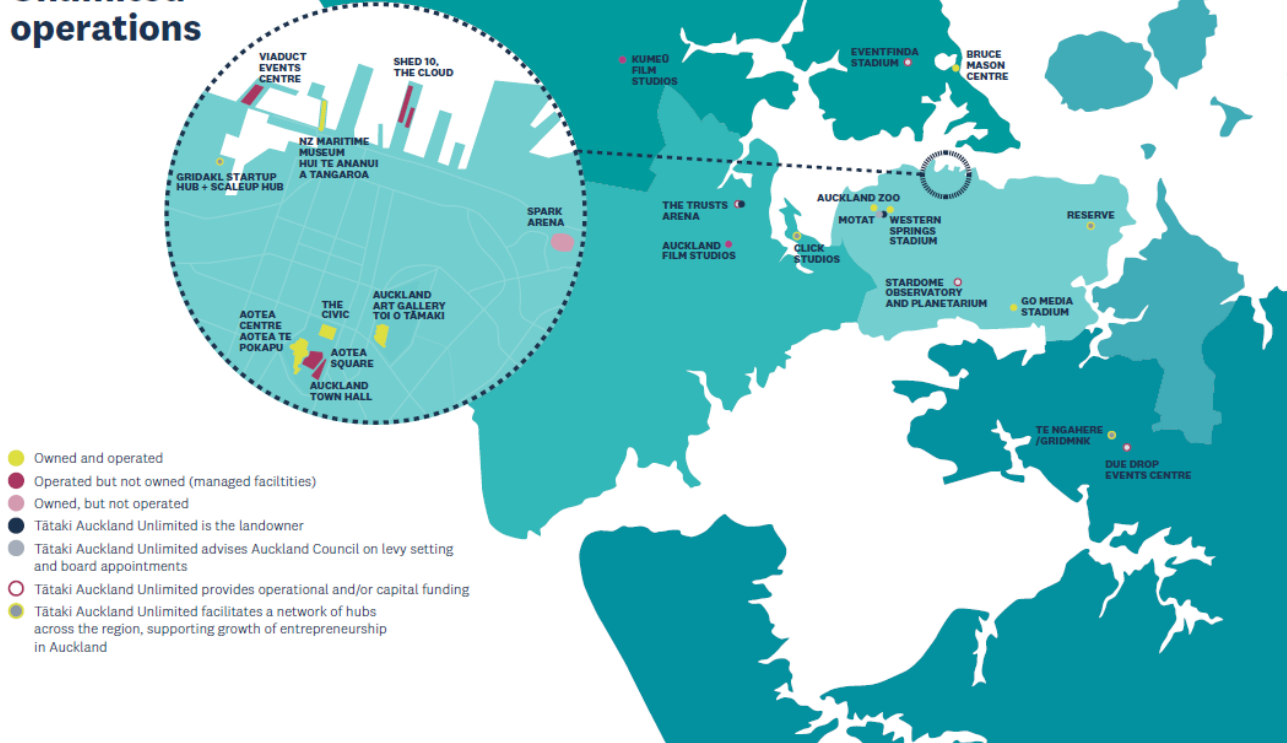 operations
VIADUCT
EVENTS
CENTRE
SHED 10,
THE CLOUD
NZ MARITIME
MUSEUM
HUI TE ANANUI
A TANGAROA
GRIDAKL STARTUP
HUB + SCALEUP HUB
SPARK
ARENA
AUCKLAND
ART GALLERY
TOI O TĀMAKI
THE
CIVIC
AOTEA
CENTRE
AOTEA TE
POKAPU
AOTEA
SQUARE
AUCKLAND
TOWN HALL
KUMEŪ
FILM
STUDIOS
EVENTFINDA
STADIUM
BRUCE
MASON
CENTRE
THE TRUSTS
ARENA
AUCKLAND
FILM STUDIOS
CLICK
STUDIOS
AUCKLAND ZOO
MOTAT
WESTERN
SPRINGS
STADIUM
RESERVE
STARDOME
OBSERVATORY
AND PLANETARIUM
GO MEDIA
STADIUM
TE NGAHERE
/GRIDMNK
DUE DROP
EVENTS CENTRE
Owned and operated
Operated but not owned (managed faciltities)
Owned, but not operated
Tātaki Auckland Unlimited is the landowner
Tātaki Auckland Unlimited advises Auckland Council on levy setting
and board appointments
Tātaki Auckland Unlimited provides operational and/or capital funding
Tātaki Auckland Unlimited facilitates a network of hubs
across the region, supporting growth of entrepreneurship
in Auckland